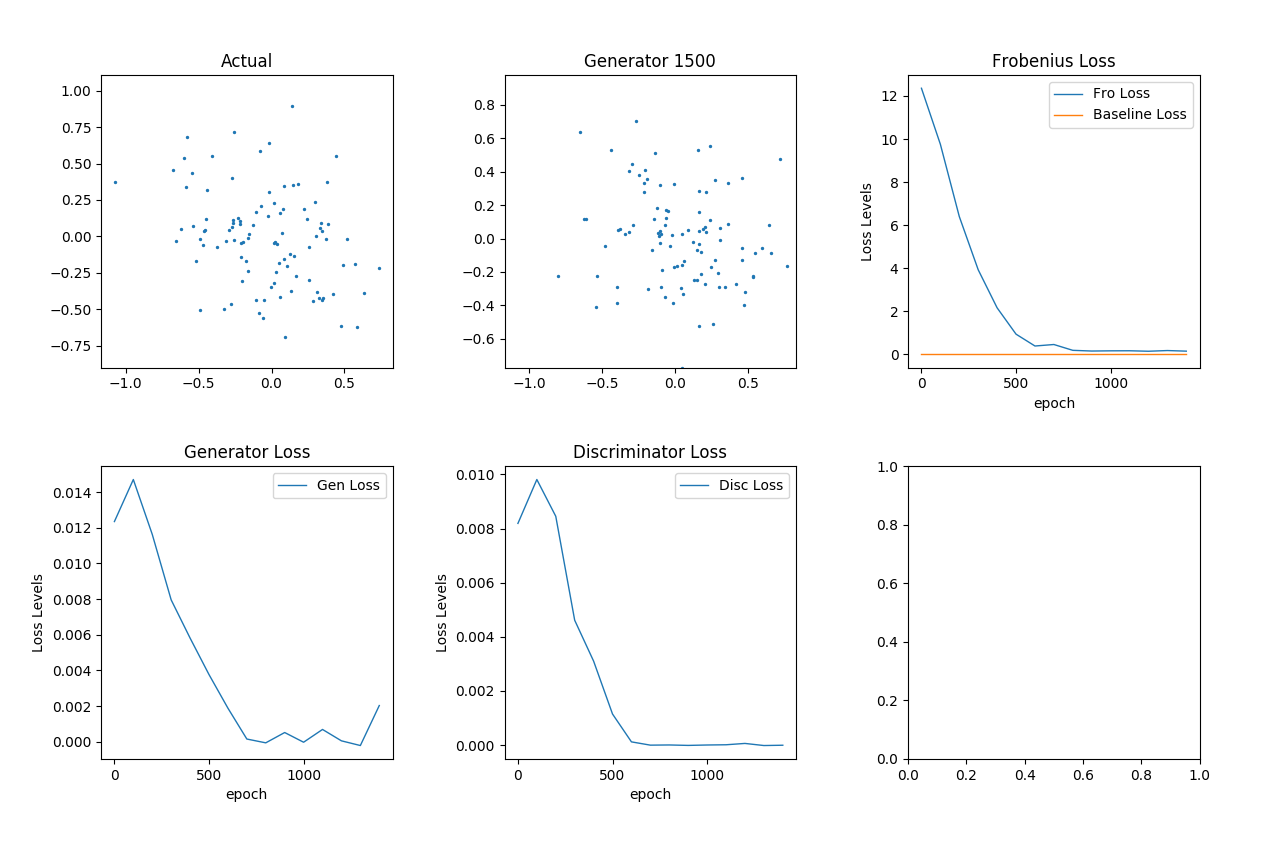 Actual
1.00
0.75
0.50
0.25
0.00
−0.25
−0.50
−0.75
−1.0 −0.5 0.0 0.5
Generator 1500
0.8
0.6
0.4
0.2
0.0
−0.2
−0.4
−0.6
−1.0 −0.5 0.0 0.5
Frobenius Loss
Fro Loss
Baseline Loss
Loss Levels
12
10
8
6
4
2
0
0 500 1000
epoch
Generator Loss
Gen Loss
Loss Levels
0.014
0.012
0.010
0.008
0.006
0.004
0.002
0.000
0 500 1000
epoch
Discriminator Loss
Disc Loss
Loss Levels
0.010
0.008
0.006
0.004
0.002
0.000
0 500 1000
epoch
1.0
0.8
0.6
0.4
0.2
0.0
0.0 0.2 0.4 0.6 0.8 1.0